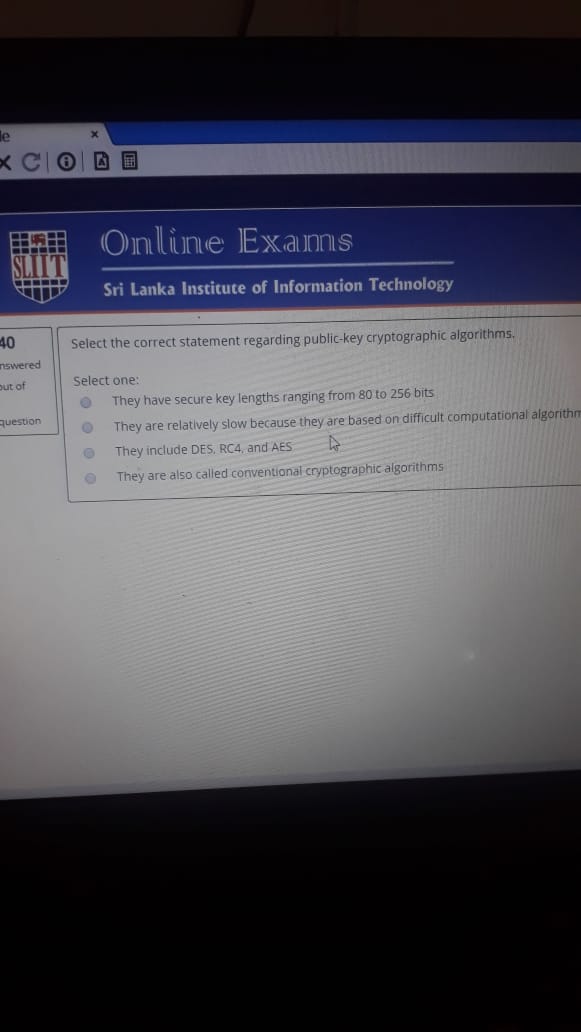 le
Online Exams
SLIIT
Sri Lanka Institute of Information Technology
40
nswered
out of
question
Select the correct statement regarding public-key cryptographic algorithms.
Select one:
They have secure key lengths ranging from 80 to 256 bits
They are relatively slow because they are based on difficult computational algorithm
They include DES, RC4, and AES
They are also called conventional cryptographic algorithms